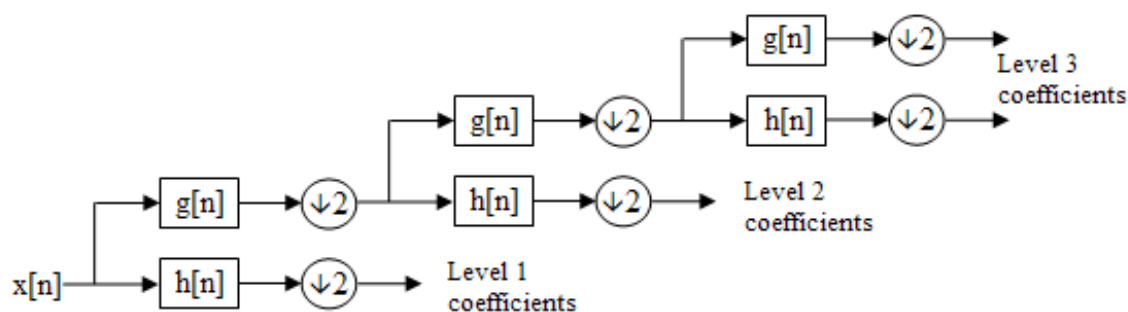 g[n] ↓2
Level 3
coefficients
g[n] ↓2 h[n] ↓2
g[n] ↓2 h[n] ↓2
Level 2
coefficients
x[n] h[n] ↓2
Level 1
coefficients